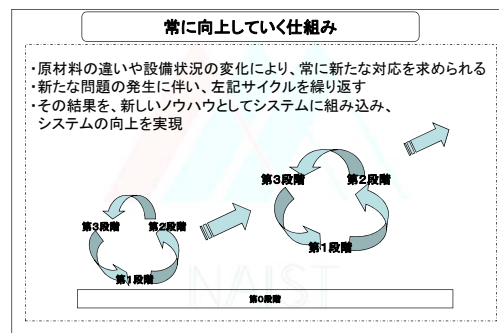 常に向上していく仕組み
・原材料の違いや設備状況の変化により、常に新たな対応を求められる
・新たな問題の発生に伴い、左記サイクルを繰り返す
・その結果を、新しいノウハウとしてシステムに組み込み、
システムの向上を実現
第3段階
第2段階
第1段階
第3段階
第2段階
第1段階
NAIST
第0段階